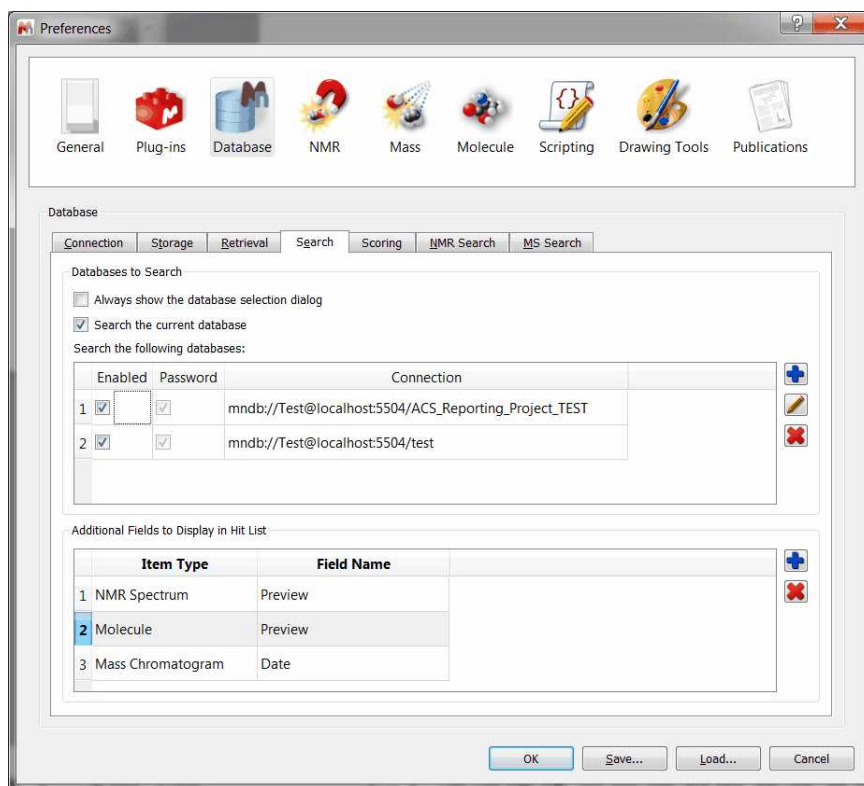 Preferences
General Plug-ins Database NMR Mass Molecule Scripting Drawing Tools Publications
Database
Connection Storage Retrieval Search Scoring NMR Search MS Search
Databases to Search
Always show the database selection dialog
Search the current database
Search the following databases:
Enabled Password Connection
1 mndb://Test@localhost:5504/ACS_Reporting_Project_TEST
2 mndb://Test@localhost:5504/test
Additional Fields to Display in Hit List
Item Type Field Name
1 NMR Spectrum Preview
2 Molecule Preview
3 Mass Chromatogram Date
OK Save... Load... Cancel